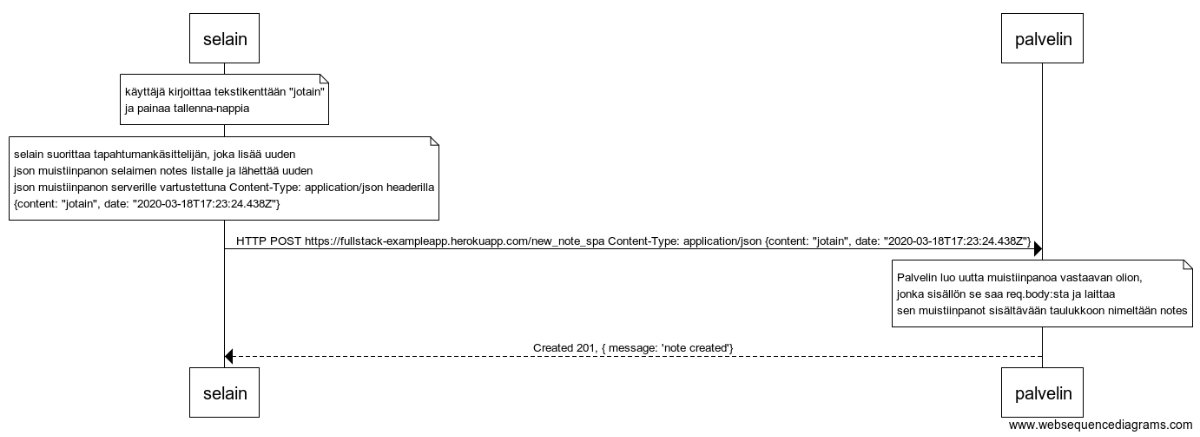 selain
palvelin
käyttäjä kirjoittaa tekstikenttään "jotain"
ja painaa tallenna-nappia
selain suorittaa tapahtumankäsittelijän, joka lisää uuden
json muistiinpanon selaimen notes listalle ja lähettää uuden
json muistiinpanon serverille vartustettuna Content-Type: application/json headerilla
{content: "jotain", date: "2020-03-18T17:23:24.438Z"}
HTTP POST https://fullstack-exampleapp.herokuapp.com/new_note_spa Content-Type: application/json {content: "jotain", date: "2020-03-18T17:23:24.438Z"}
Palvelin luo uutta muistiinpanoa vastaavan olion,
jonka sisällön se saa req.body:sta ja laittaa
sen muistiinpanot sisältävään taulukkoon nimeltään notes
Created 201, { message: 'note created'}
selain
palvelin
www.websequencediagrams.com